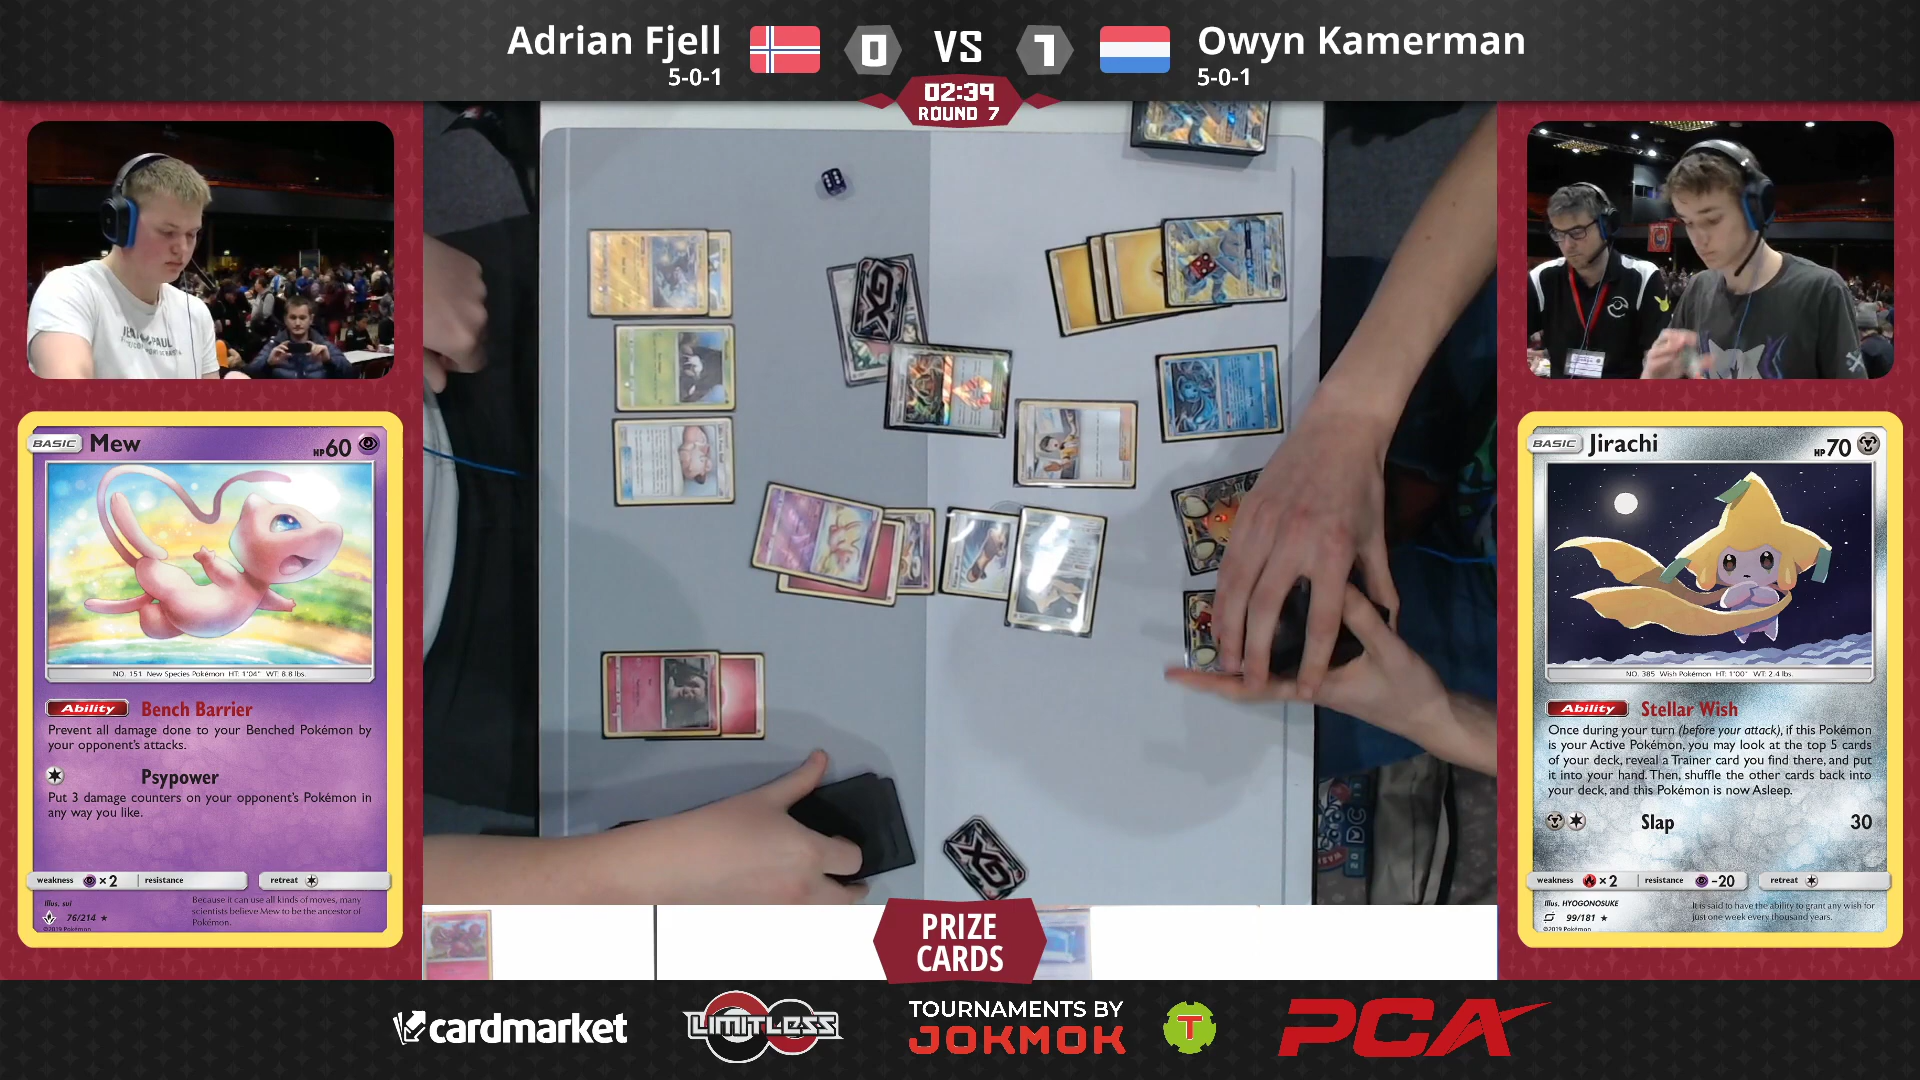 Adrian Fjell
5-0-1
0 VS 1
Owyn Kamerman
5-0-1
02:39
ROUND 7
BASIC Mew HP60
NO. 151 New Species Pokémon HT: 1'04" WT: 8.8 lbs.
Ability Bench Barrier
Prevent all damage done to your Benched Pokémon by
your opponent's attacks.
Psypower
Put 3 damage counters on your opponent's Pokémon in
any way you like.
weakness ×2 resistance retreat
Illus. sui
76/214
©2019 Pokémon
Because it can use all kinds of moves, many
scientists believe Mew to be the ancestor of
Pokémon.
GX
GX
BASIC Jirachi HP70
NO. 385 Wish Pokémon HT: 1'00" WT: 2.4 lbs.
Ability Stellar Wish
Once during your turn (before your attack), if this Pokémon
is your Active Pokémon, you may look at the top 5 cards
of your deck, reveal a Trainer card you find there, and put
it into your hand. Then, shuffle the other cards back into
your deck, and this Pokémon is now Asleep.
Slap 30
weakness ×2 resistance -20 retreat
Illus. HYOGONOSUKE
99/181
©2019 Pokémon
It is said to have the ability to grant any wish for
just one week every thousand years.
PRIZE
CARDS
cardmarket
LIMITLESS
TOURNAMENTS BY
JOKMOK
T
PCA